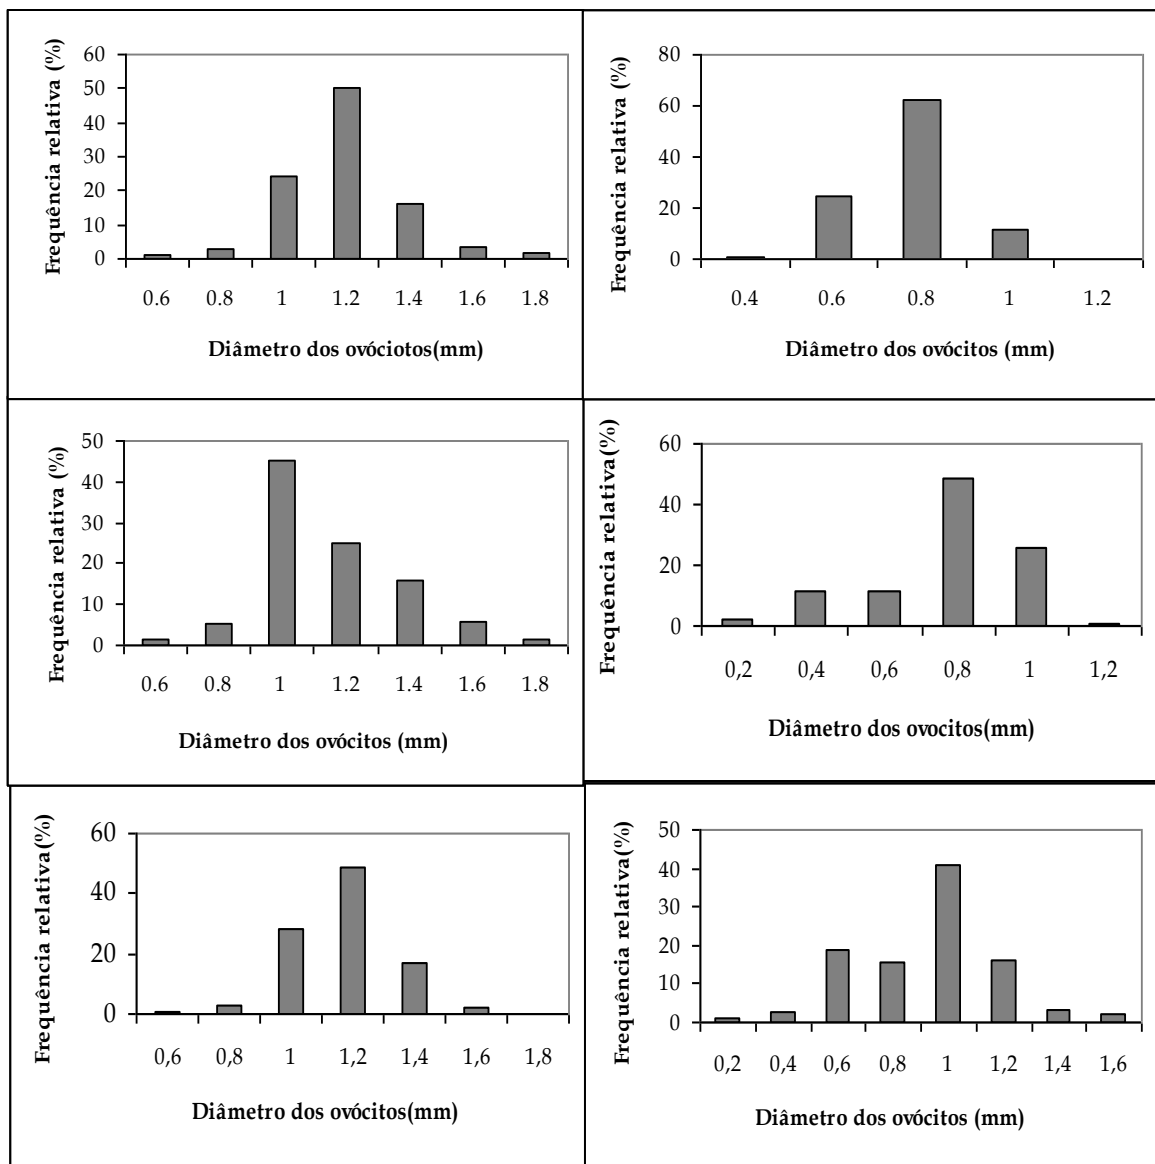 Frequência relativa (%)
60
50
40
30
20
10
0
0.6 0.8 1 1.2 1.4 1.6 1.8
Diâmetro dos ovóciotos(mm)
Frequência relativa (%)
80
60
40
20
0
0.4 0.6 0.8 1 1.2
Diâmetro dos ovócitos (mm)
Frequência relativa (%)
50
40
30
20
10
0
0.6 0.8 1 1.2 1.4 1.6 1.8
Diâmetro dos ovócitos (mm)
Frequência relativa(%)
60
40
20
0
0,2 0,4 0,6 0,8 1 1,2
Diâmetro dos ovocitos(mm)
Frequência relativa(%)
60
40
20
0
0,6 0,8 1 1,2 1,4 1,6 1,8
Diâmetro dos ovócitos(mm)
Frequência relativa(%)
50
40
30
20
10
0
0,2 0,4 0,6 0,8 1 1,2 1,4 1,6
Diâmetro dos ovócitos (mm)